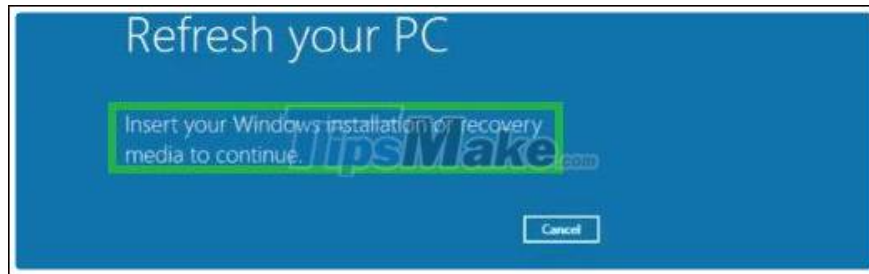 Refresh your PC
Insert your Windows installation or recovery
media to continue.
TipsMake.com
Cancel